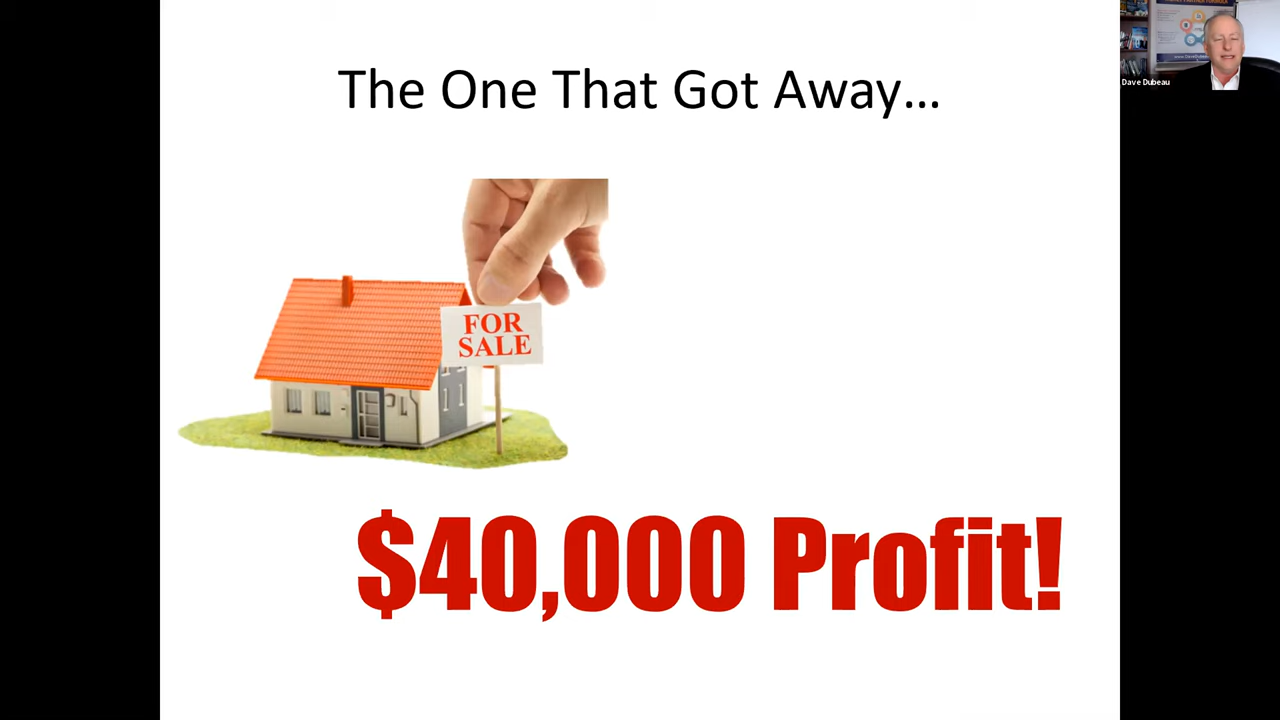 The One That Got Away...
FOR
SALE
$40,000 Profit!
Dave Dubeau